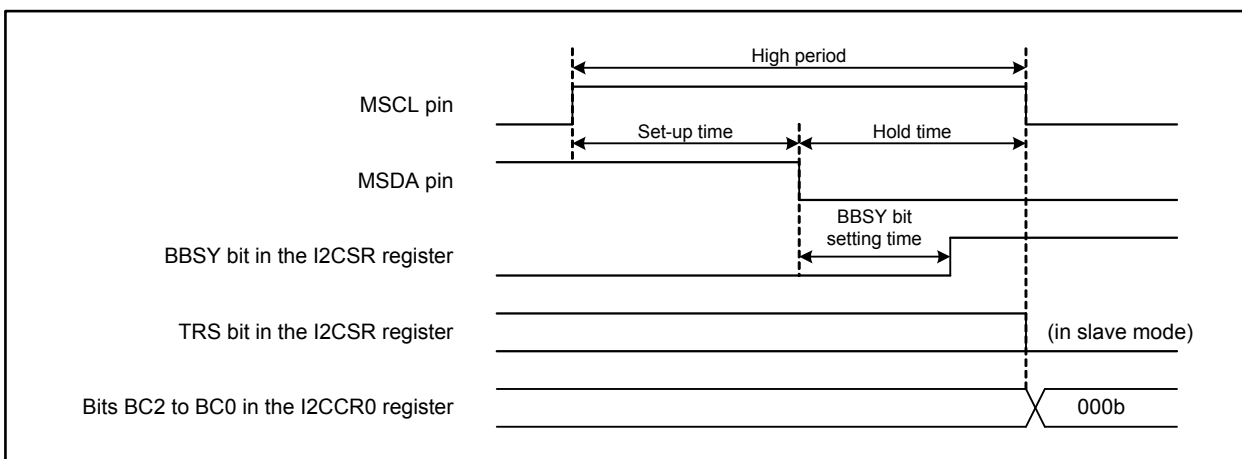 High period
MSCL pin
Set-up time
Hold time
MSDA pin
BBSY bit
setting time
BBSY bit in the I2CSR register
TRS bit in the I2CSR register
(in slave mode)
Bits BC2 to BC0 in the I2CCR0 register
000b